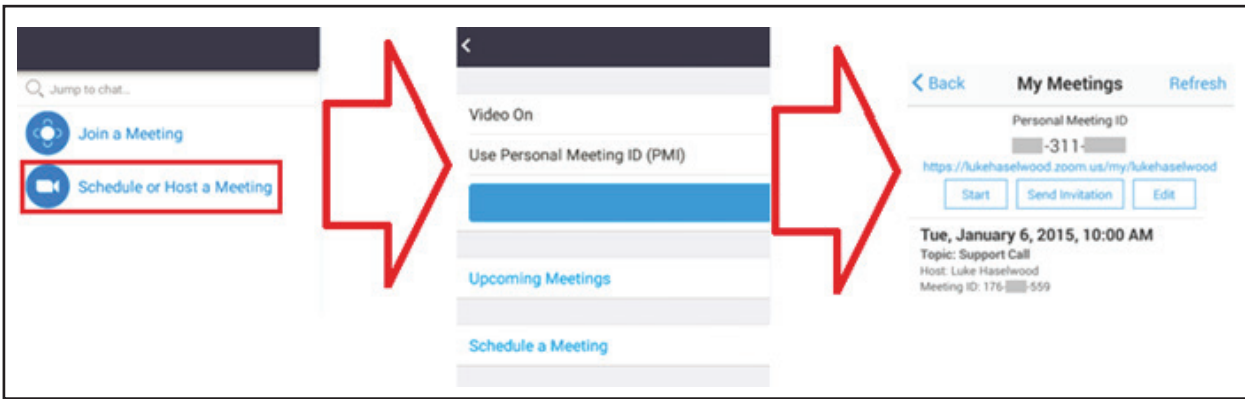 Jump to chat...
Join a Meeting
Schedule or Host a Meeting
Video On
Use Personal Meeting ID (PMI)
Upcoming Meetings
Schedule a Meeting
Back My Meetings Refresh
Personal Meeting ID
-311-
https://lukehaselwood.zoom.us/my/lukehaselwood
Start Send Invitation Edit
Tue, January 6, 2015, 10:00 AM
Topic: Support Call
Host: Luke Haselwood
Meeting ID: 176- -559